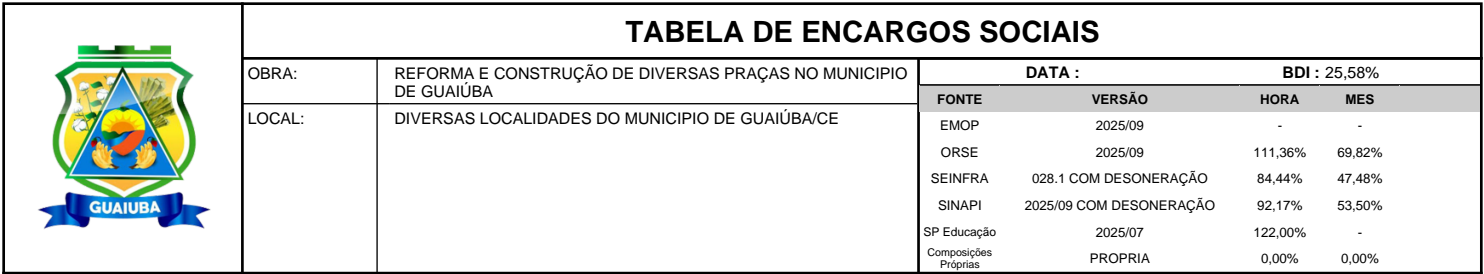 TABELA DE ENCARGOS SOCIAIS
OBRA: REFORMA E CONSTRUÇÃO DE DIVERSAS PRAÇAS NO MUNICIPIO
DE GUAIÚBA
LOCAL: DIVERSAS LOCALIDADES DO MUNICIPIO DE GUAIÚBA/CE
DATA : BDI : 25,58%
FONTE VERSÃO HORA MES
EMOP 2025/09 - -
ORSE 2025/09 111,36% 69,82%
SEINFRA 028.1 COM DESONERAÇÃO 84,44% 47,48%
SINAPI 2025/09 COM DESONERAÇÃO 92,17% 53,50%
SP Educação 2025/07 122,00% -
Composições
Próprias PROPRIA 0,00% 0,00%
GUAIUBA